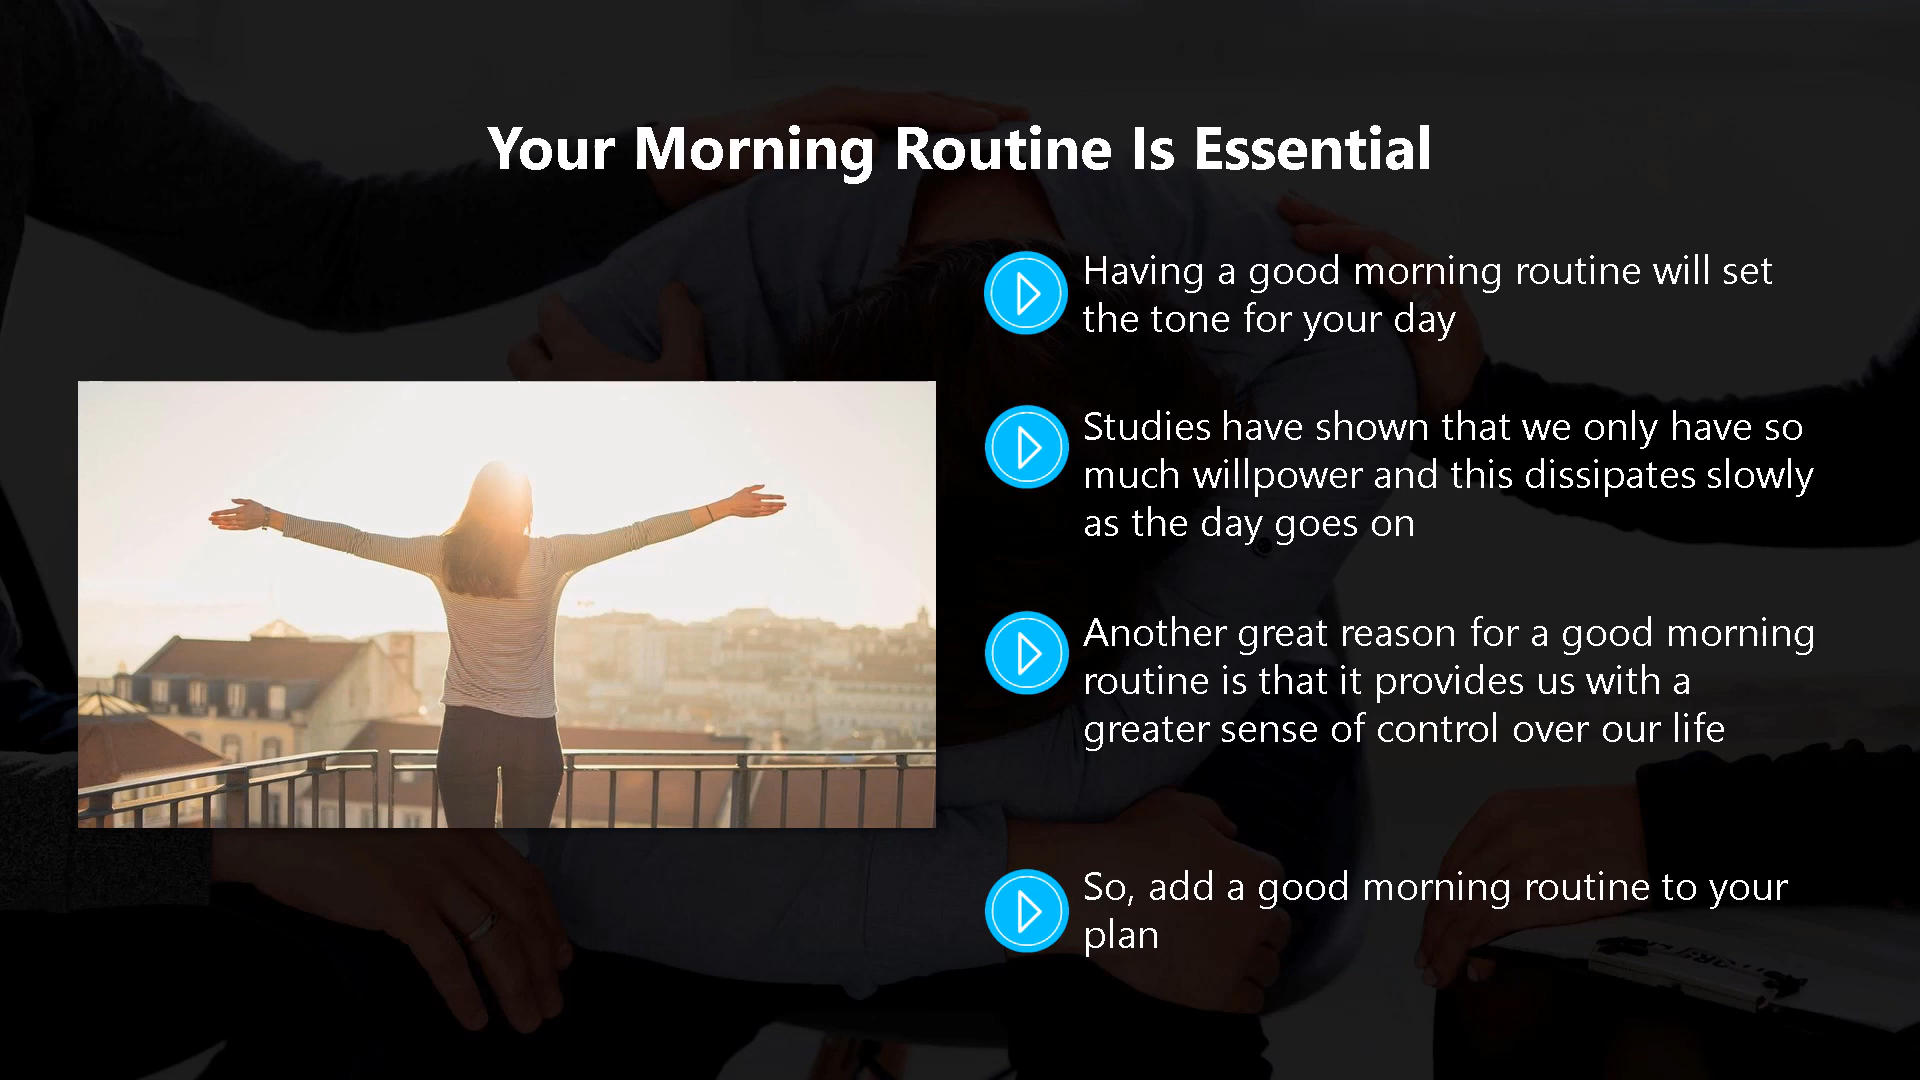 Your Morning Routine Is Essential
Having a good morning routine will set
the tone for your day
Studies have shown that we only have so
much willpower and this dissipates slowly
as the day goes on
Another great reason for a good morning
routine is that it provides us with a
greater sense of control over our life
So, add a good morning routine to your
plan